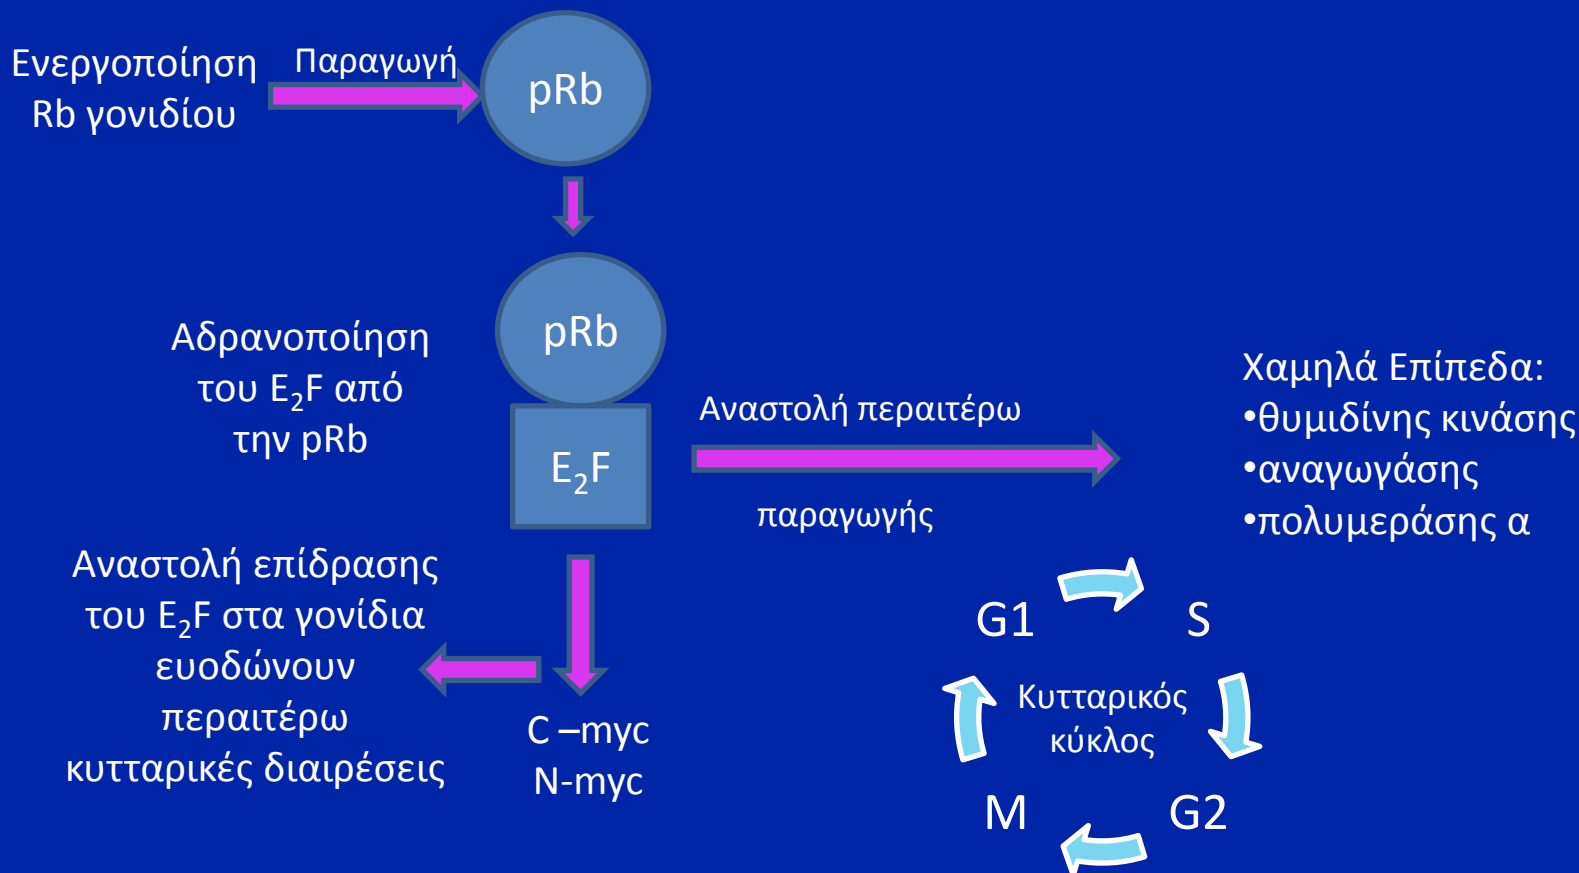 Ενεργοποίηση
Rb γονιδίου
Παραγωγή
pRb
Αδρανοποίηση
του E₂F από
την pRb
pRb
E₂F
Αναστολή περαιτέρω
παραγωγής
Χαμηλά Επίπεδα:
•θυμιδίνης κινάσης
•αναγωγάσης
•πολυμεράσης α
Αναστολή επίδρασης
του E₂F στα γονίδια
ευοδώνουν
περαιτέρω
κυτταρικές διαιρέσεις
C –myc
N-myc
G1
S
Κυτταρικός
κύκλος
M
G2